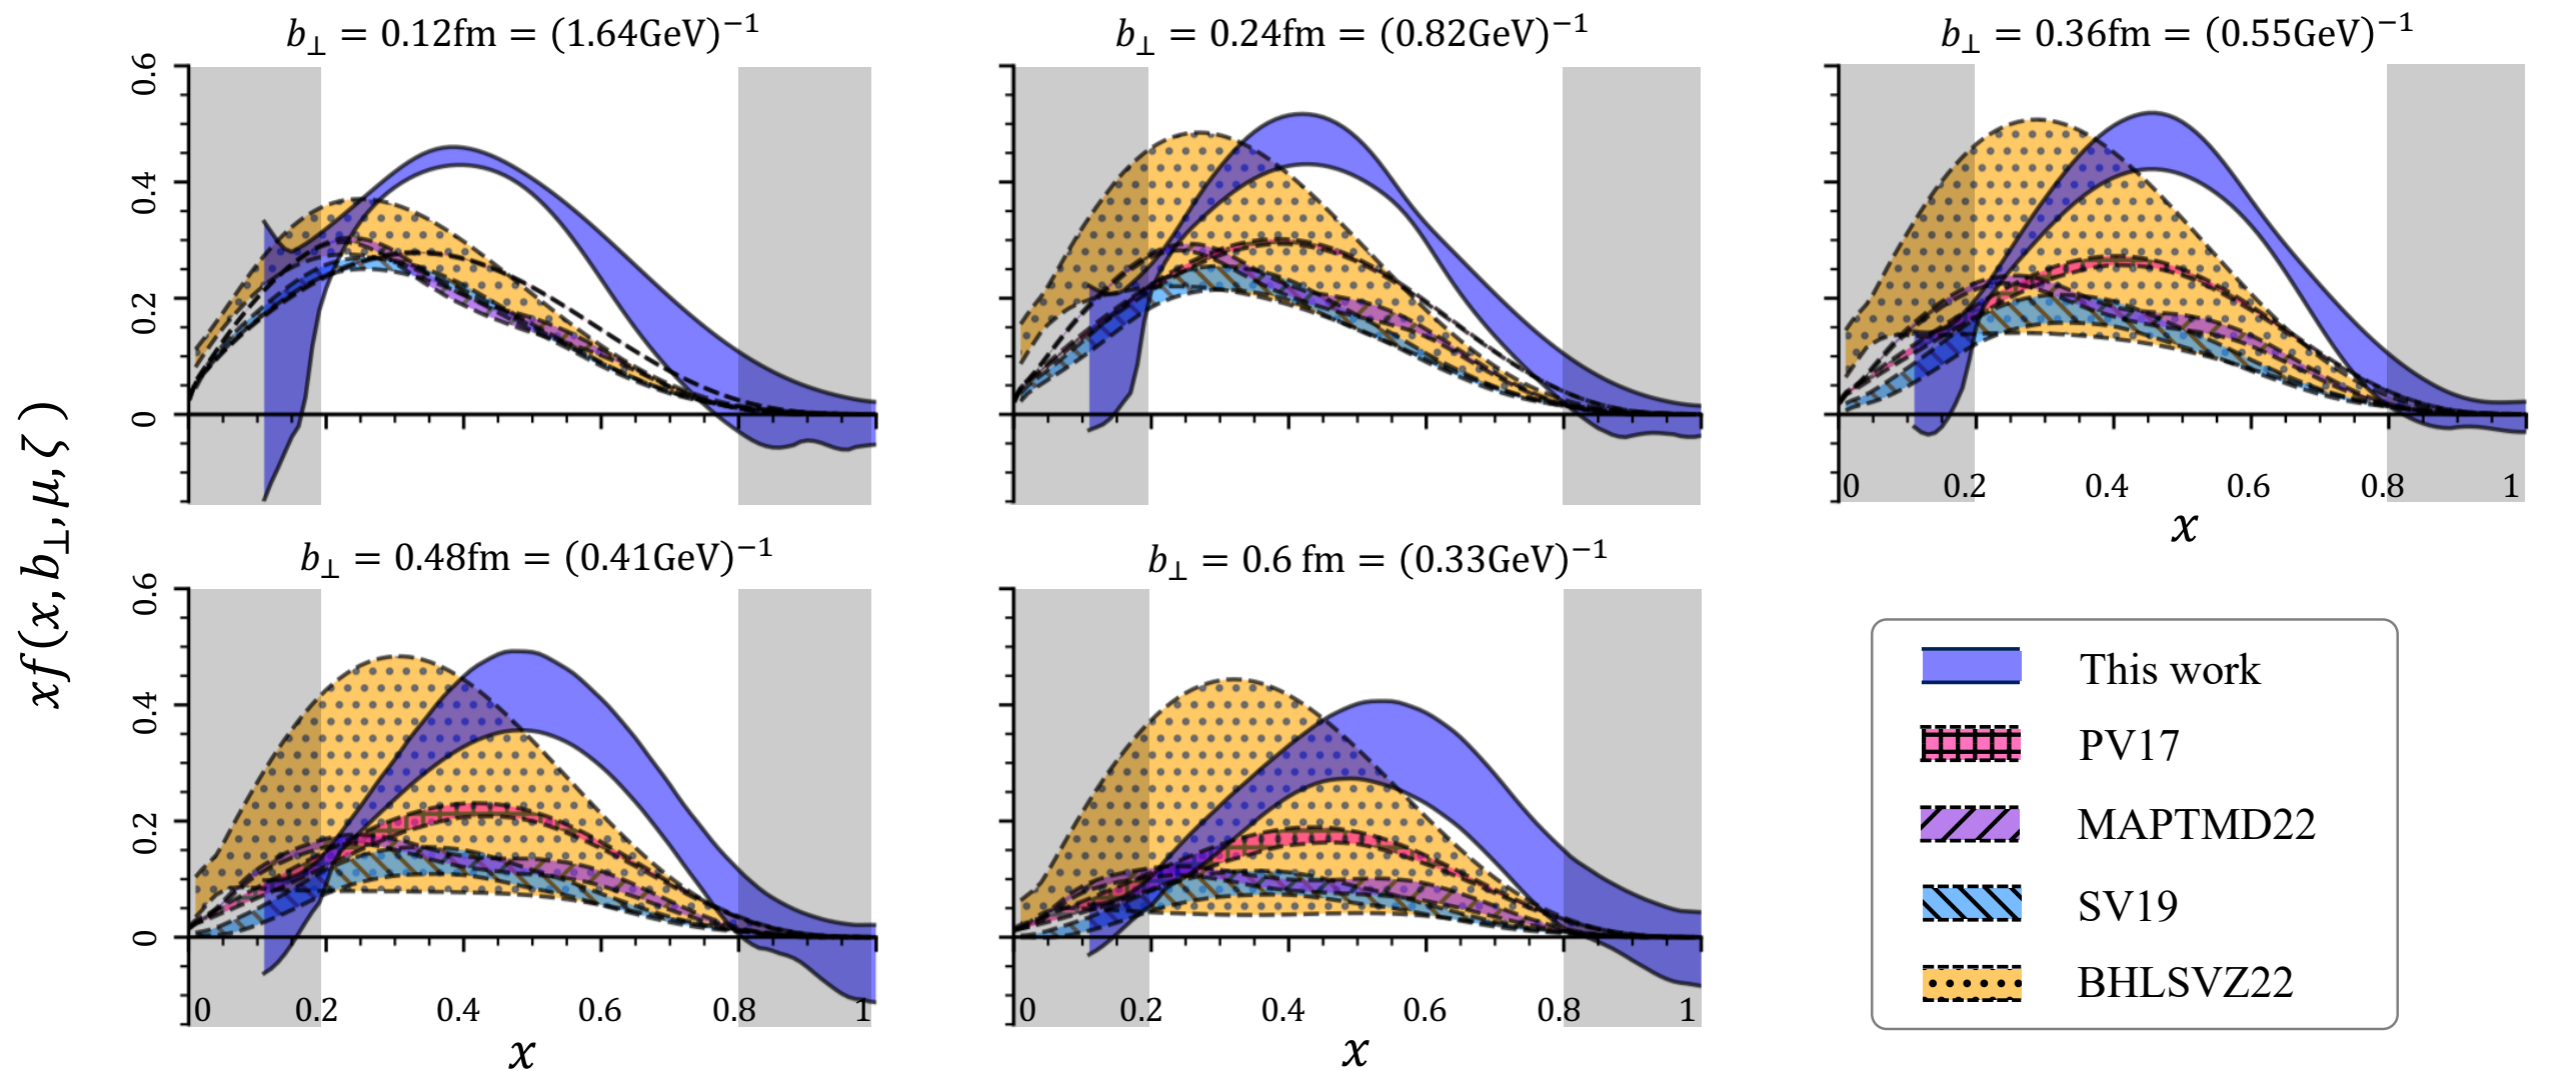 b⊥ = 0.12fm = (1.64GeV)⁻¹
b⊥ = 0.24fm = (0.82GeV)⁻¹
b⊥ = 0.36fm = (0.55GeV)⁻¹
0.6
0.4
0.2
0
0 0.2 0.4 0.6 0.8 1
x
xf(x, b⊥, μ, ζ)
b⊥ = 0.48fm = (0.41GeV)⁻¹
b⊥ = 0.6 fm = (0.33GeV)⁻¹
0.6
0.4
0.2
0
0 0.2 0.4 0.6 0.8 1
x
0 0.2 0.4 0.6 0.8 1
x
This work
PV17
MAPTMD22
SV19
BHLSVZ22